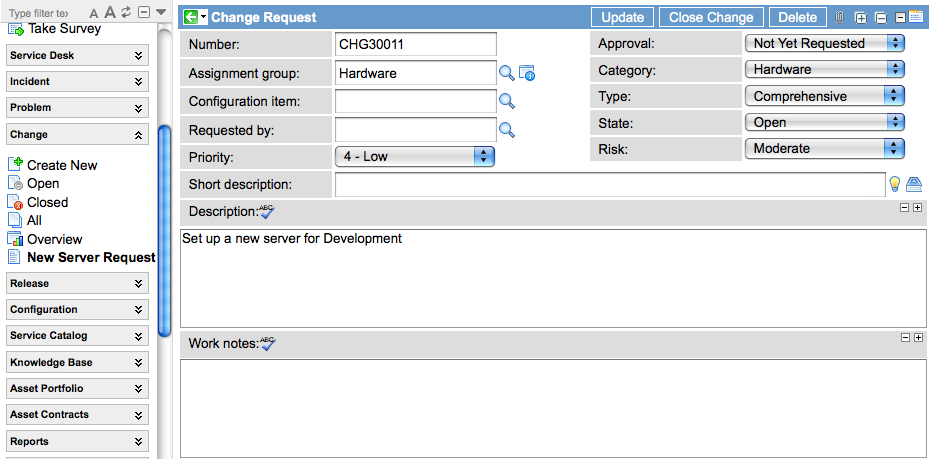 Type filter tex A A
Take Survey
Service Desk
Incident
Problem
Change
Create New
Open
Closed
All
Overview
New Server Request
Release
Configuration
Service Catalog
Knowledge Base
Asset Portfolio
Asset Contracts
Reports
Change Request Update Close Change Delete
Number: CHG30011
Assignment group: Hardware
Configuration item:
Requested by:
Priority: 4 - Low
Approval: Not Yet Requested
Category: Hardware
Type: Comprehensive
State: Open
Risk: Moderate
Short description:
Description: ABC
Set up a new server for Development
Work notes: ABC